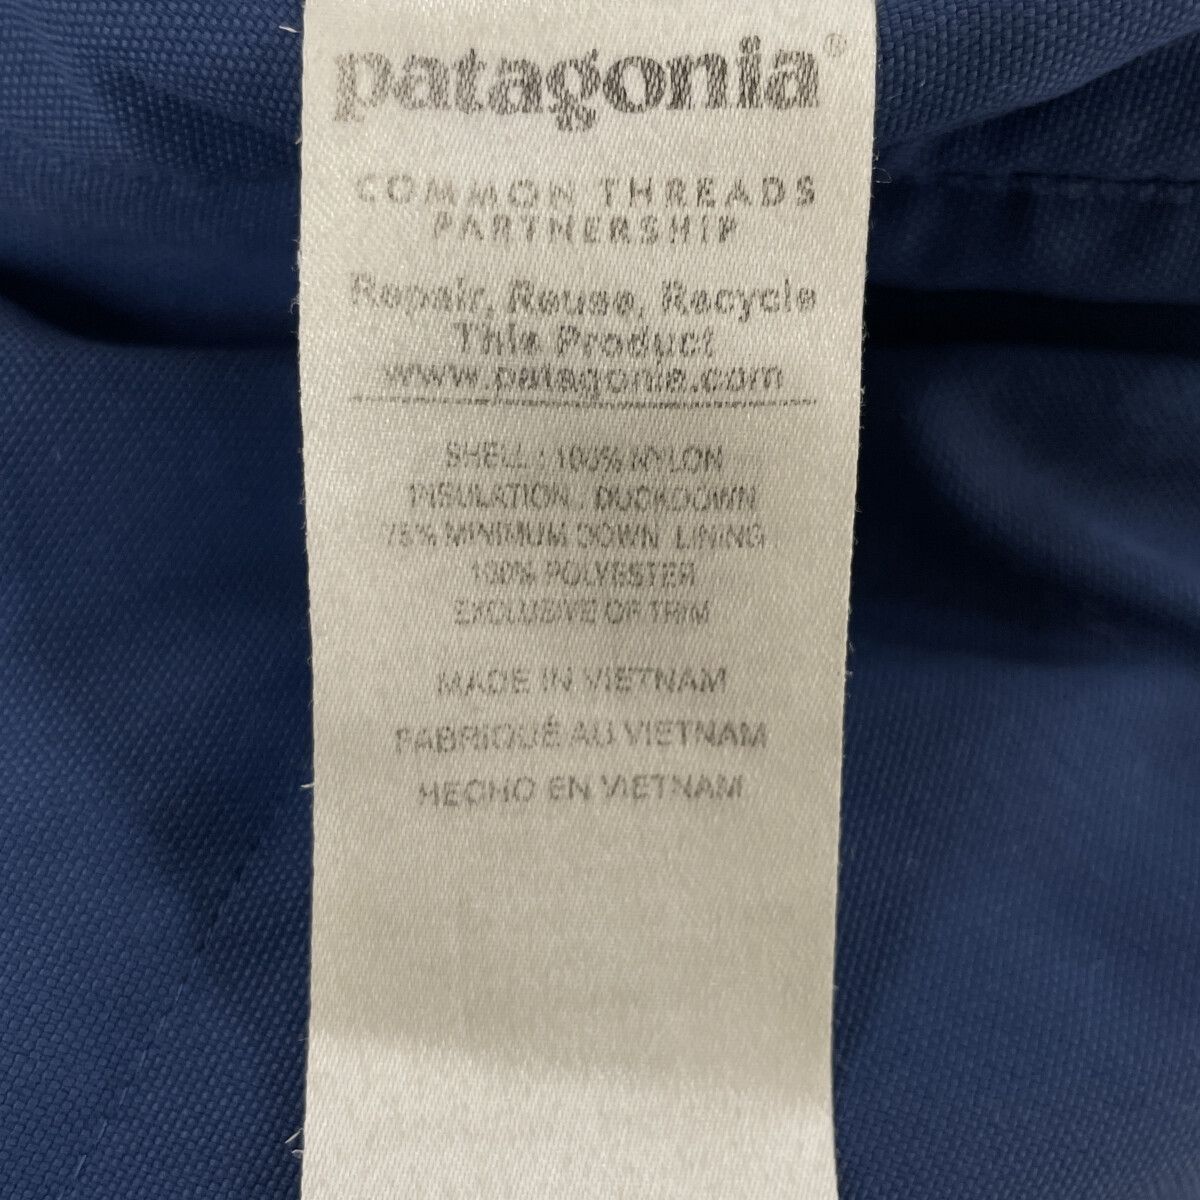 patagonia®
COMMON THREADS
PARTNERSHIP
Repair, Reuse, Recycle
This Product
www.patagonia.com
SHELL: 100% NYLON
INSULATION: DUCKDOWN
75% MINIMUM DOWN LINING
100% POLYESTER
EXCLUSIVE OF TRIM
MADE IN VIETNAM
FABRIQUÉ AU VIETNAM
HECHO EN VIETNAM